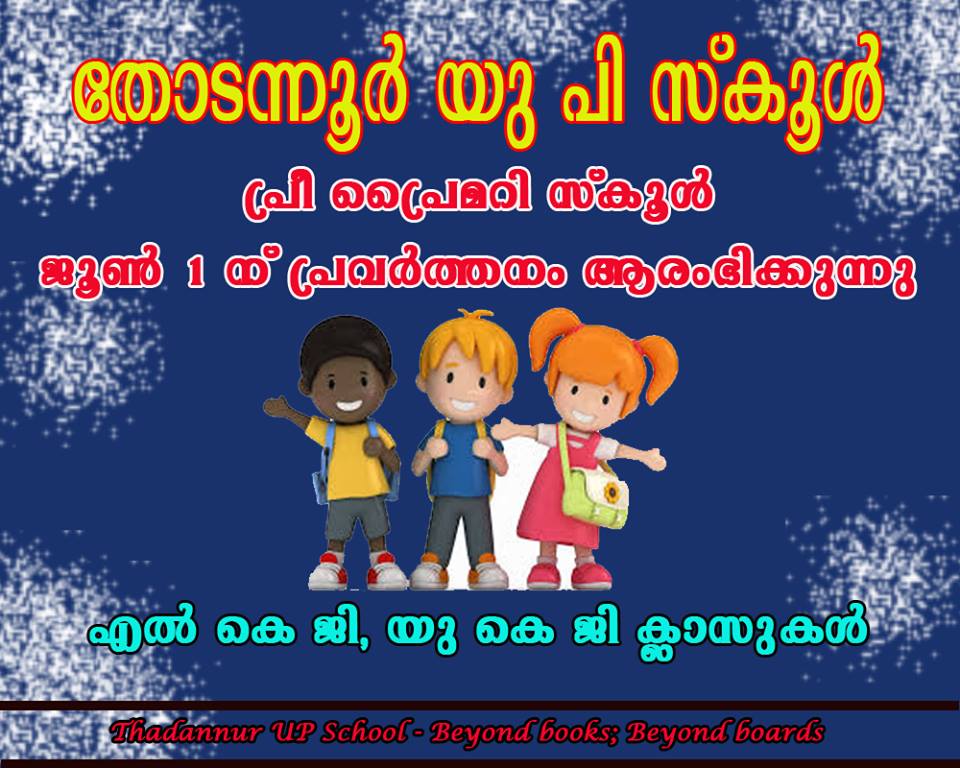 തോടന്നൂർ യു പി സ്കൂൾ
പ്രീ പ്രൈമറി സ്കൂൾ
ജൂൺ 1 ന് പ്രവർത്തനം ആരംഭിക്കുന്നു
എൽ കെ ജി, യു കെ ജി ക്ലാസുകൾ
Thadannur UP School - Beyond books; Beyond boards